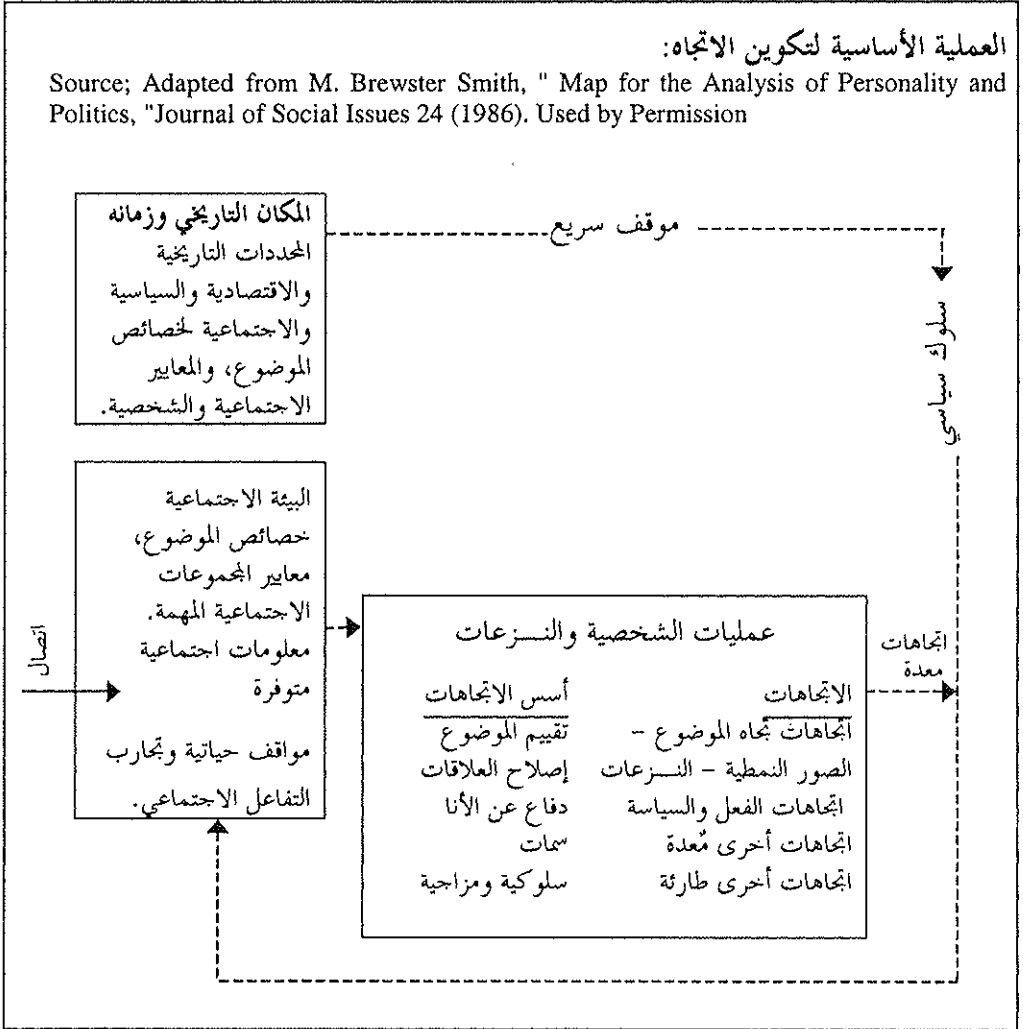 العملية الأساسية لتكوين الاتجاه:
Source; Adapted from M. Brewster Smith, " Map for the Analysis of Personality and
Politics, "Journal of Social Issues 24 (1986). Used by Permission
المكان التاريخي وزمانه
المحددات التاريخية
والاقتصادية والسياسية
والاجتماعية لخصائص
الموضوع، والمعايير
الاجتماعية والشخصية.
موقف سريع
سلوك سياسي
البيئة الاجتماعية
خصائص الموضوع،
معايير المجموعات
الاجتماعية المهمة.
معلومات اجتماعية
متوفرة
مواقف حياتية وتجارب
التفاعل الاجتماعي.
اتصال
عمليات الشخصية والنـــزعات
الاتجاهات أسس الاتجاهات
اتجاهات تجاه الموضوع – تقييم الموضوع
الصور النمطية – النـــزعات إصلاح العلاقات
اتجاهات الفعل والسياسة دفاع عن الأنا
اتجاهات أخرى مُعدة سمات
اتجاهات أخرى طارئة سلوكية ومزاجية
اتجاهات
معدة